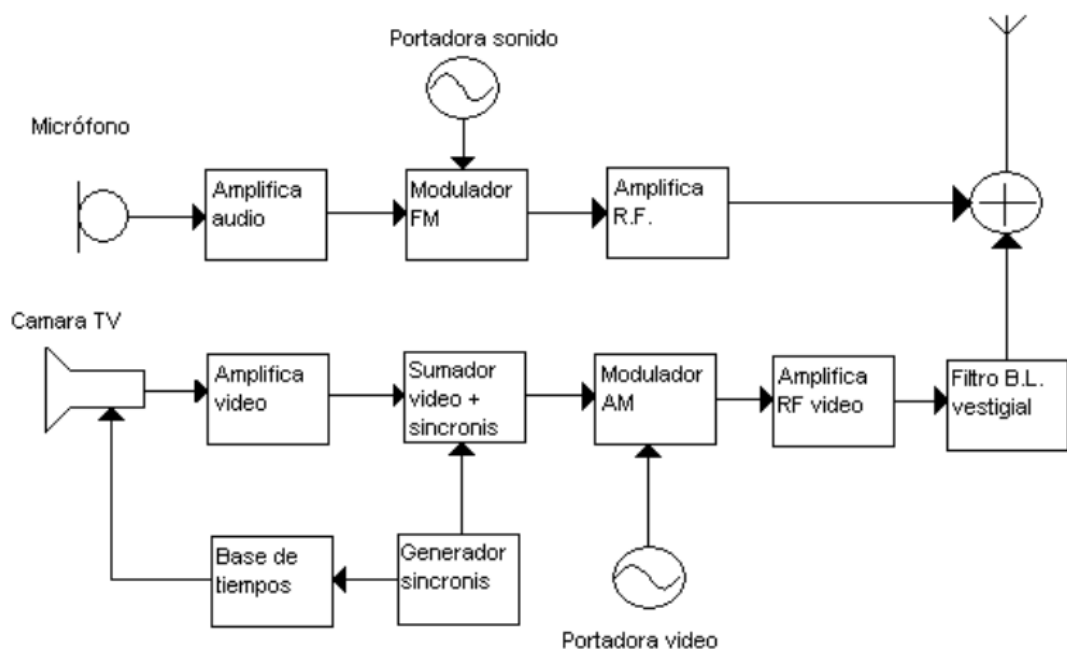 Portadora sonido
Micrófono
Amplifica
audio
Modulador
FM
Amplifica
R.F.
Camara TV
Amplifica
video
Sumador
video +
sincronis
Modulador
AM
Amplifica
RF video
Filtro B.L.
vestigial
Base de
tiempos
Generador
sincronis
Portadora video